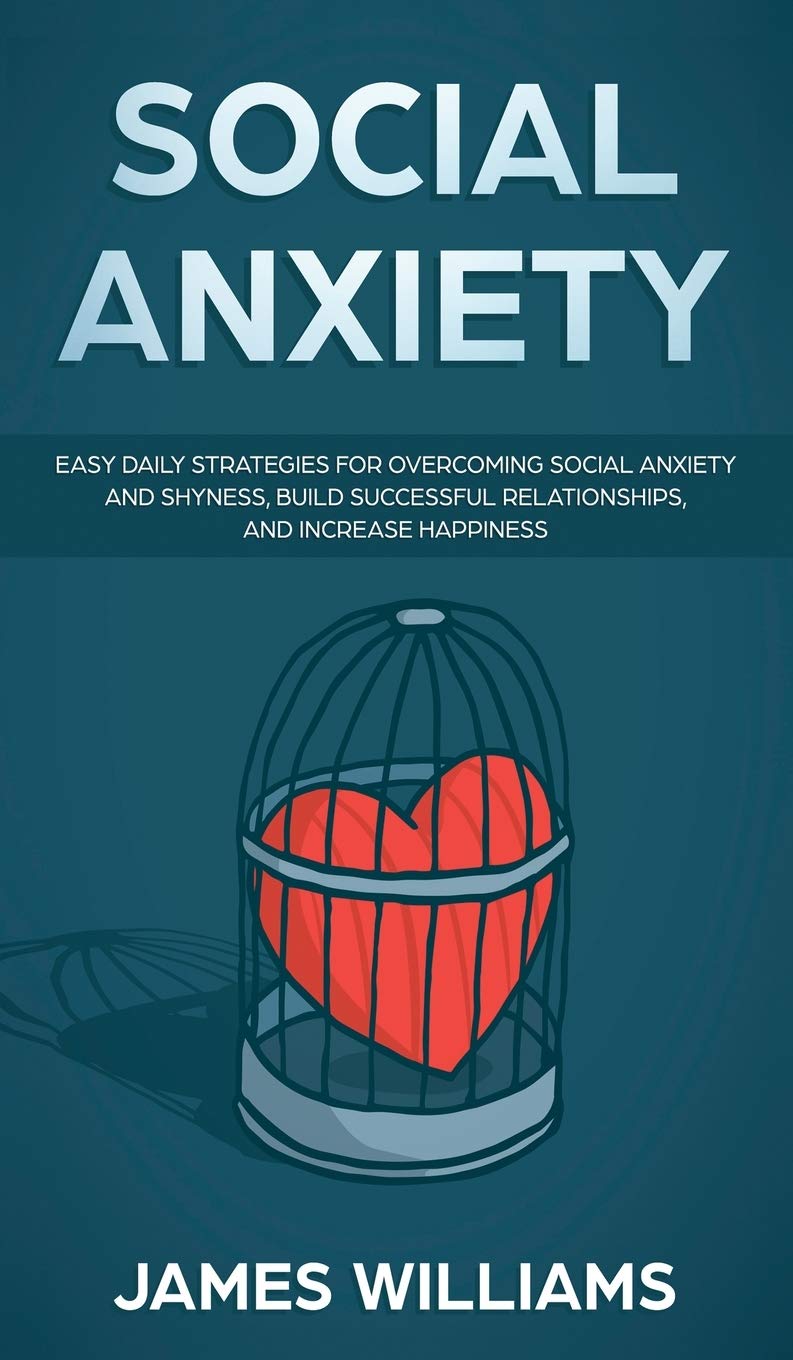 SOCIAL
ANXIETY
EASY DAILY STRATEGIES FOR OVERCOMING SOCIAL ANXIETY
AND SHYNESS, BUILD SUCCESSFUL RELATIONSHIPS,
AND INCREASE HAPPINESS
JAMES WILLIAMS